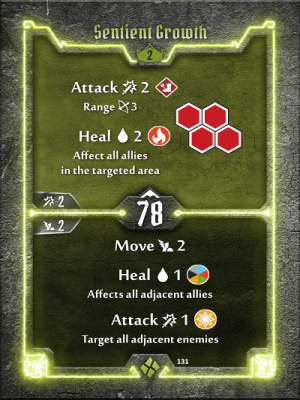 Sentient Growth
2
Attack 2
Range 3
Heal 2
Affect all allies
in the targeted area
2
78
2
Move 2
Heal 1
Affects all adjacent allies
Attack 1
Target all adjacent enemies
131